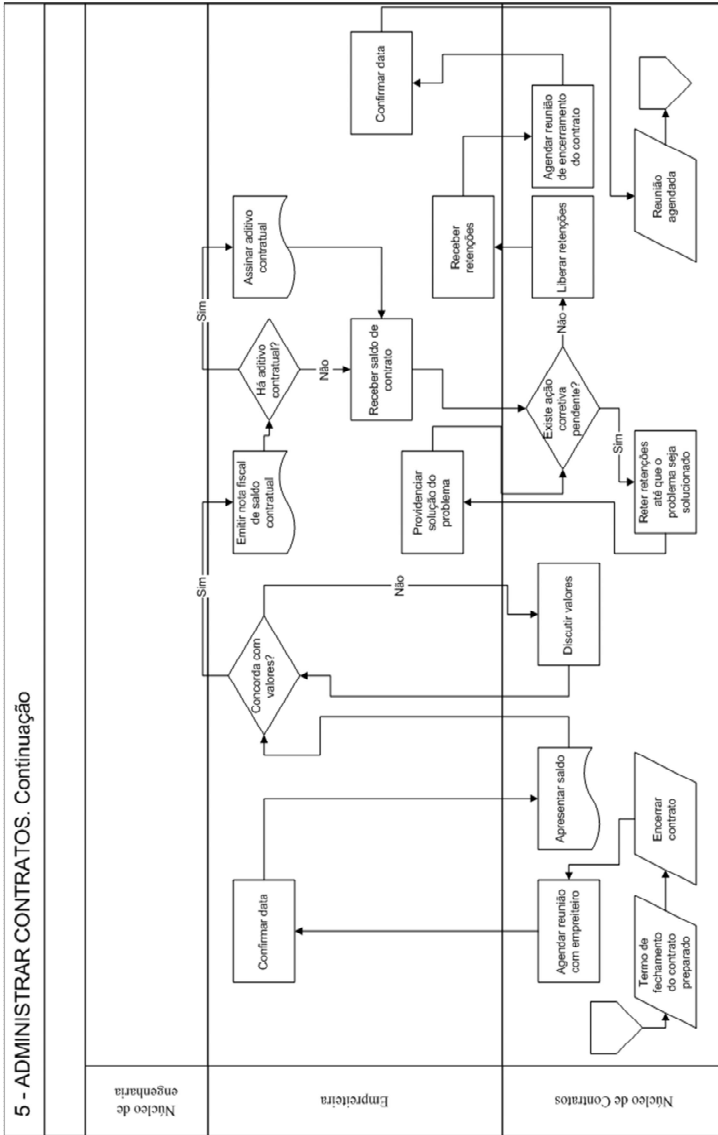 5 - ADMINISTRAR CONTRATOS. Continuação
Núcleo de
engenharia
Empreiteira
Confirmar data
Concorda com
valores?
Sim
Não
Emitir nota fiscal
de saldo
contratual
Há aditivo
contratual?
Sim
Não
Assinar aditivo
contratual
Receber saldo de
contrato
Providenciar
solução do
problema
Receber
retenções
Confirmar data
Núcleo de Contratos
Termo de
fechamento
do contrato
preparado
Encerrar
contrato
Agendar reunião
com empreiteiro
Apresentar saldo
Discutir valores
Existe ação
corretiva
pendente?
Sim
Não
Reter retenções
até que o
problema seja
solucionado
Liberar retenções
Agendar reunião
de encerramento
do contrato
Reunião
agendada